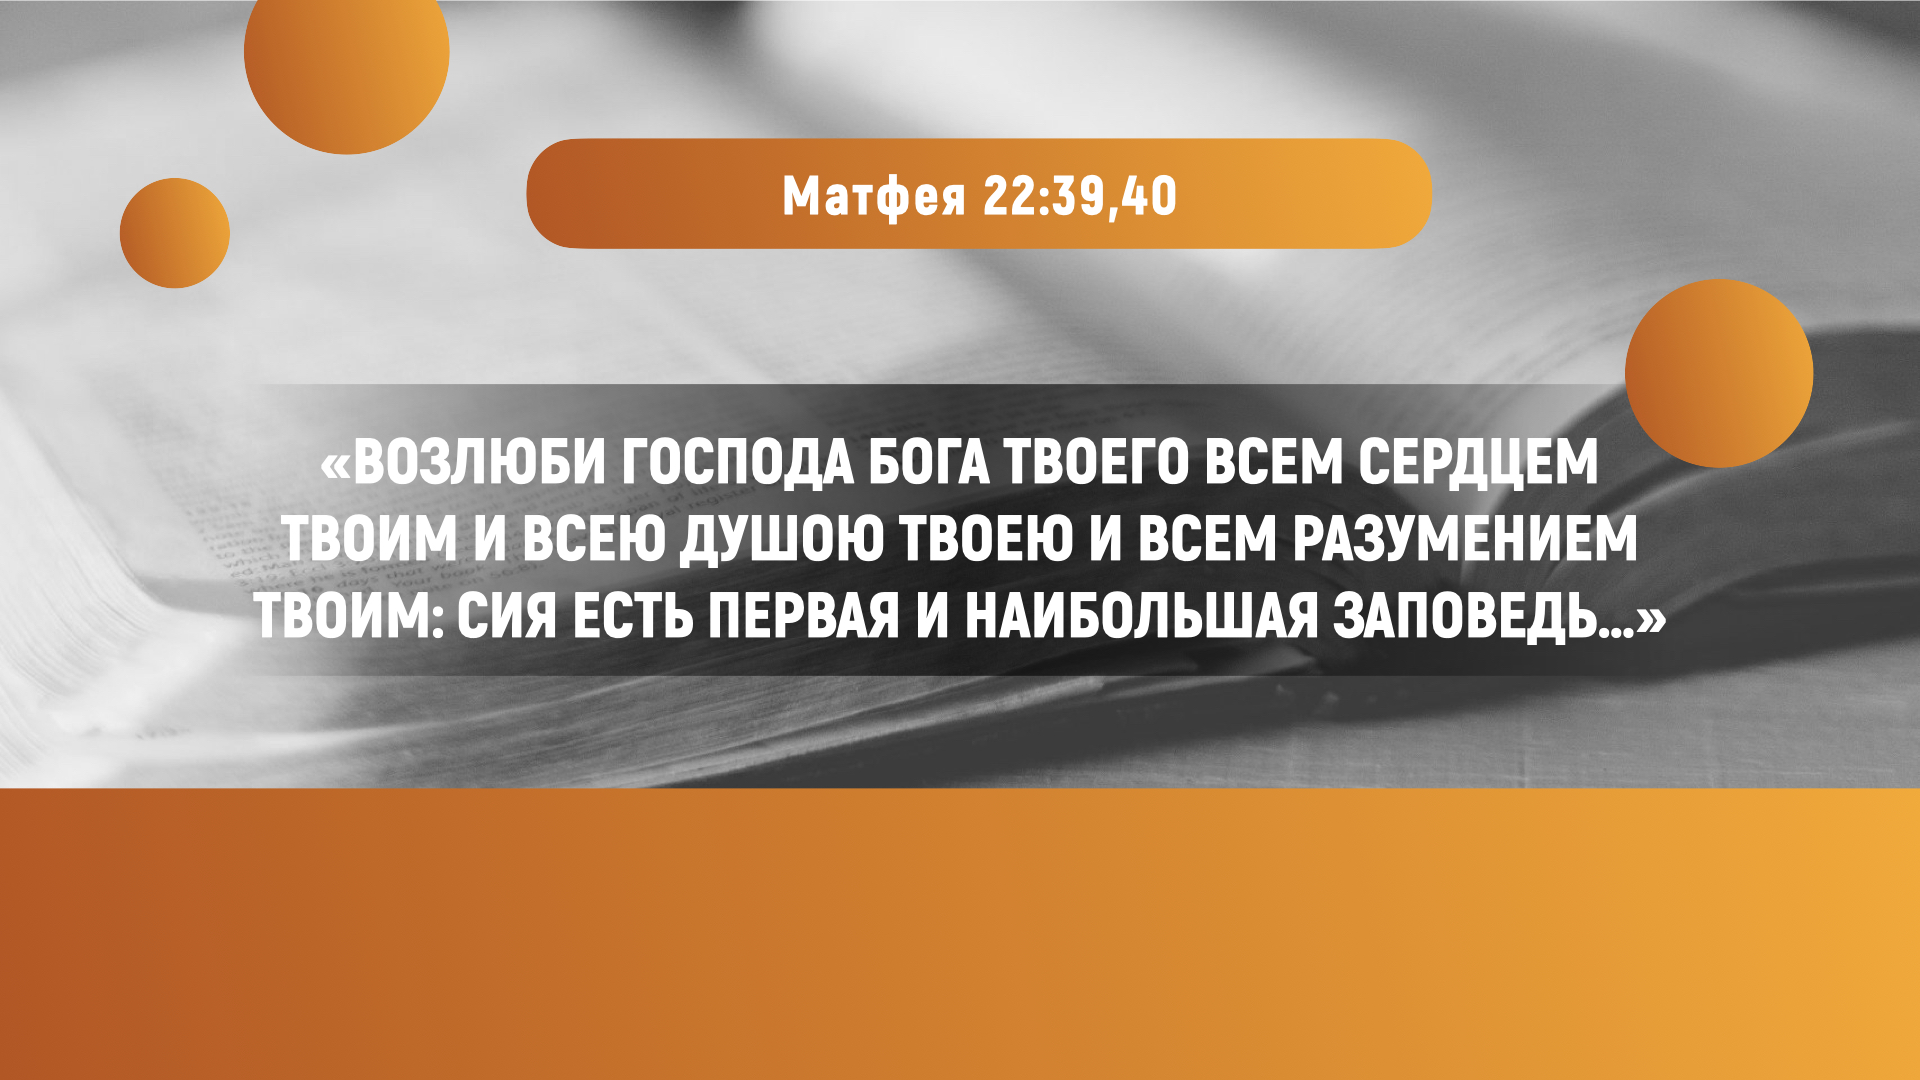 Матфея 22:39,40
«ВОЗЛЮБИ ГОСПОДА БОГА ТВОЕГО ВСЕМ СЕРДЦЕМ
ТВОИМ И ВСЕЮ ДУШОЮ ТВОЕЮ И ВСЕМ РАЗУМЕНИЕМ
ТВОИМ: СИЯ ЕСТЬ ПЕРВАЯ И НАИБОЛЬШАЯ ЗАПОВЕДЬ...»